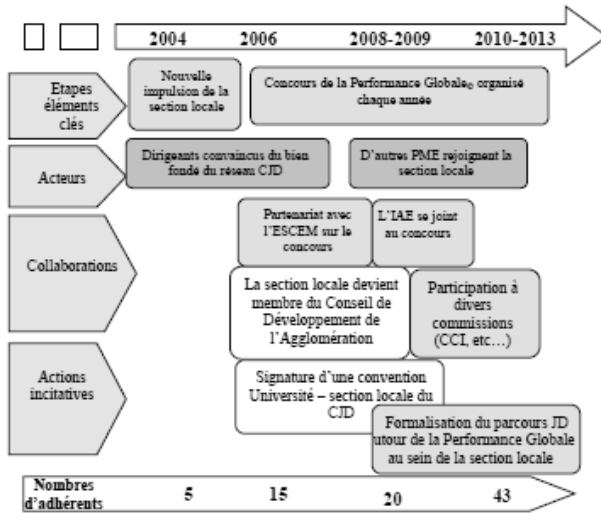 2004 2006 2008-2009 2010-2013
Etapes
éléments
clés
Nouvelle
impulsion de la
section locale
Concours de la Performance Globale© organisé
chaque année
Acteurs
Dirigeants convaincus du bien
fondé du réseau CJD
D'autres PME rejoignent la
section locale
Collaborations
Partenariat avec
l'ESCEM sur le
concours
L'IAE se joint
au concours
La section locale devient
membre du Conseil de
Développement de
l'Agglomération
Participation à
divers
commissions
(CCI, etc…)
Actions
incitatives
Signature d'une convention
Université – section locale du
CJD
Formalisation du parcours JD
utour de la Performance Globale
au sein de la section locale
Nombres
d'adhérents
5 15 20 43